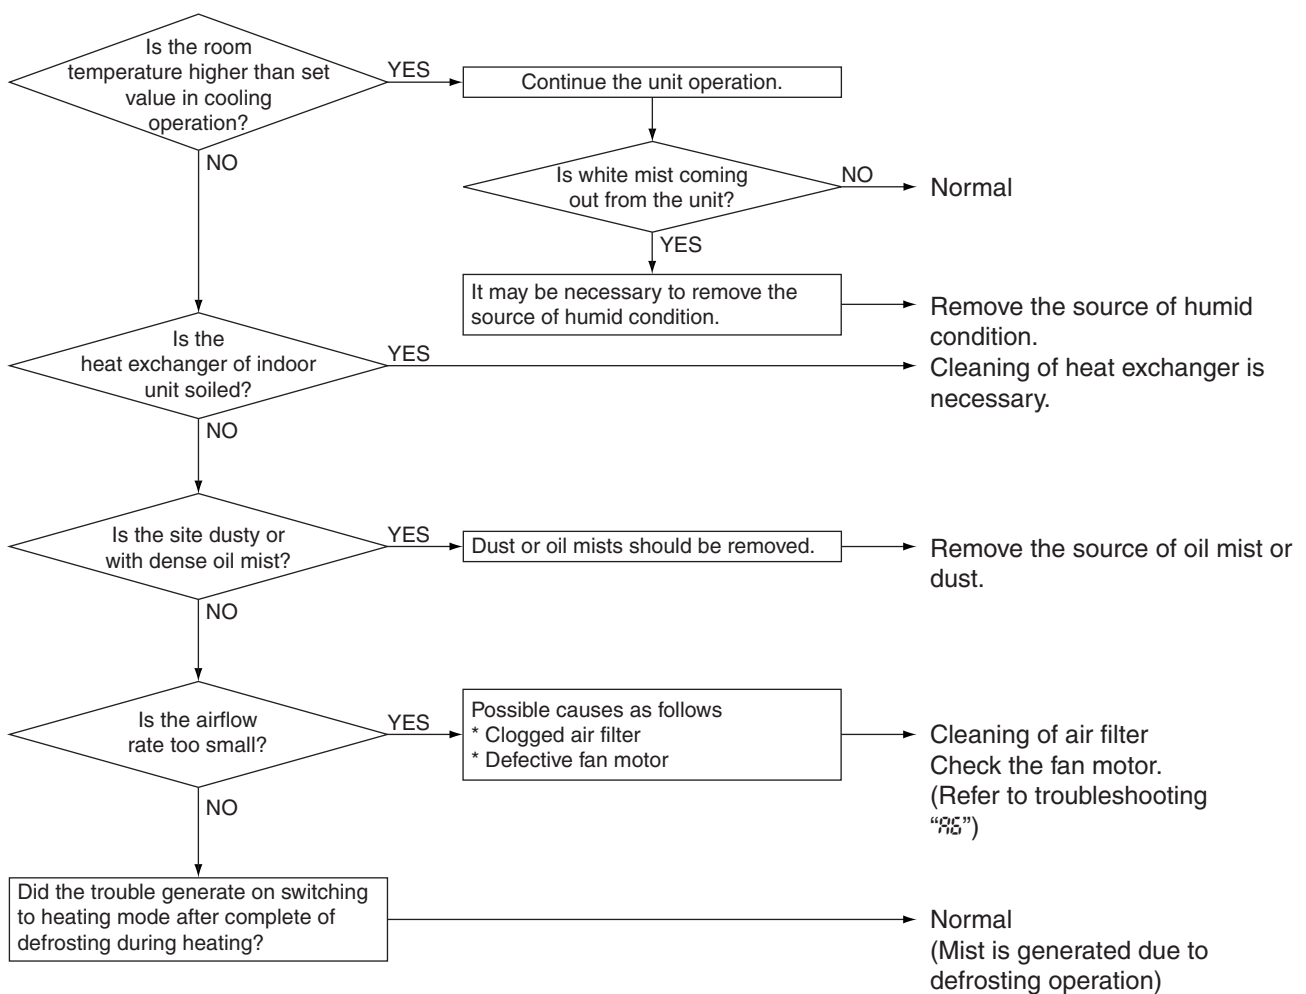 Is the room
temperature higher than set
value in cooling
operation?
YES
Continue the unit operation.
NO
Is white mist coming
out from the unit?
NO
Normal
YES
It may be necessary to remove the
source of humid condition.
Remove the source of humid
condition.
Is the
heat exchanger of indoor
unit soiled?
YES
Cleaning of heat exchanger is
necessary.
NO
Is the site dusty or
with dense oil mist?
YES
Dust or oil mists should be removed.
Remove the source of oil mist or
dust.
NO
Is the airflow
rate too small?
YES
Possible causes as follows
* Clogged air filter
* Defective fan motor
Cleaning of air filter
Check the fan motor.
(Refer to troubleshooting
“A6”)
NO
Did the trouble generate on switching
to heating mode after complete of
defrosting during heating?
Normal
(Mist is generated due to
defrosting operation)